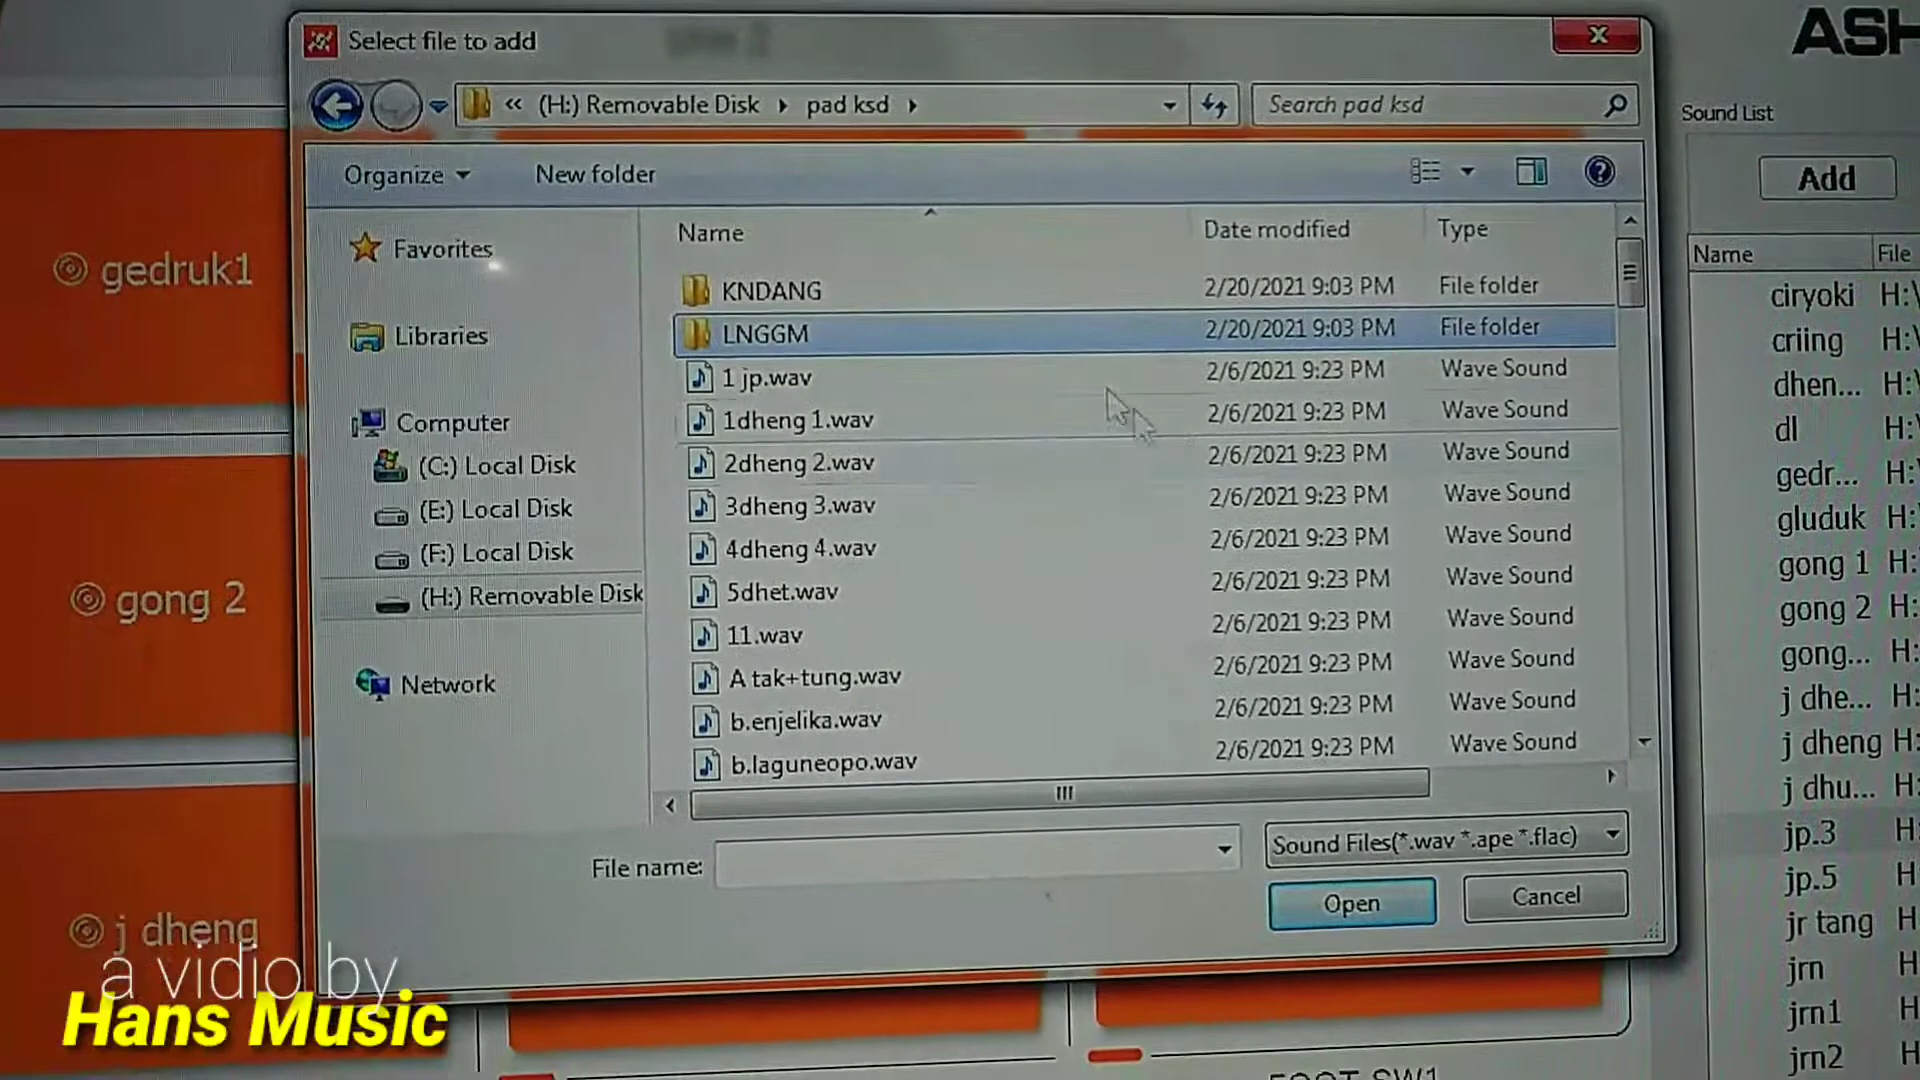 Select file to add
ASH
« (H:) Removable Disk ▸ pad ksd ▸
Search pad ksd
Sound List
Organize
New folder
Add
Name Date modified Type
Name File
Favorites
Libraries
Computer
(C:) Local Disk
(E:) Local Disk
(F:) Local Disk
(H:) Removable Disk
Network
KNDANG 2/20/2021 9:03 PM File folder
LNGGM 2/20/2021 9:03 PM File folder
1 jp.wav 2/6/2021 9:23 PM Wave Sound
1dheng 1.wav 2/6/2021 9:23 PM Wave Sound
2dheng 2.wav 2/6/2021 9:23 PM Wave Sound
3dheng 3.wav 2/6/2021 9:23 PM Wave Sound
4dheng 4.wav 2/6/2021 9:23 PM Wave Sound
5dhet.wav 2/6/2021 9:23 PM Wave Sound
11.wav 2/6/2021 9:23 PM Wave Sound
A tak+tung.wav 2/6/2021 9:23 PM Wave Sound
b.enjelika.wav 2/6/2021 9:23 PM Wave Sound
b.laguneopo.wav 2/6/2021 9:23 PM Wave Sound
File name:
Sound Files(*.wav *.ape *.flac)
Open
Cancel
gedruk1
gong 2
j dheng
ciryoki H:\
criing H:\
dhen... H:\
dl H:\
gedr... H:\
gluduk H:\
gong 1 H:
gong 2 H:
gong... H:
j dhe... H:
j dheng H:
j dhu... H:
jp.3 H
jp.5 H
jr tang H
jrn H
jrn1 H
jrn2 H
a vidio by
Hans Music
FOOT SW1